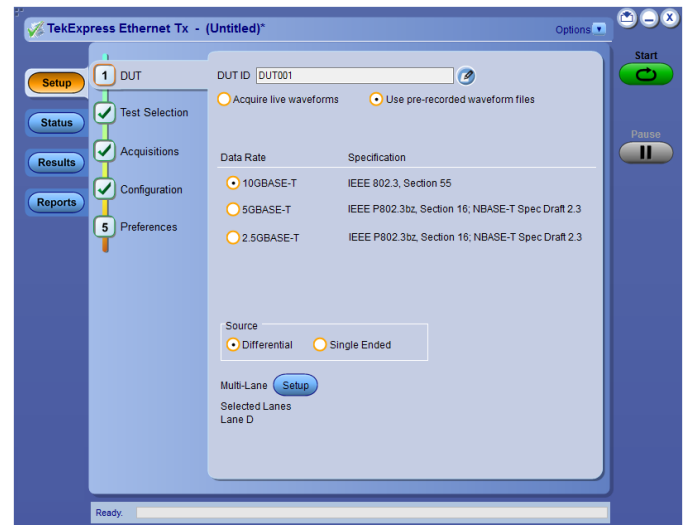 TekExpress Ethernet Tx - (Untitled)*
Options
Start
Setup
Status
Results
Reports
Pause
1 DUT
Test Selection
Acquisitions
Configuration
5 Preferences
DUT ID DUT001
Acquire live waveforms Use pre-recorded waveform files
Data Rate Specification
10GBASE-T IEEE 802.3, Section 55
5GBASE-T IEEE P802.3bz, Section 16; NBASE-T Spec Draft 2.3
2.5GBASE-T IEEE P802.3bz, Section 16; NBASE-T Spec Draft 2.3
Source
Differential Single Ended
Multi-Lane Setup
Selected Lanes
Lane D
Ready.